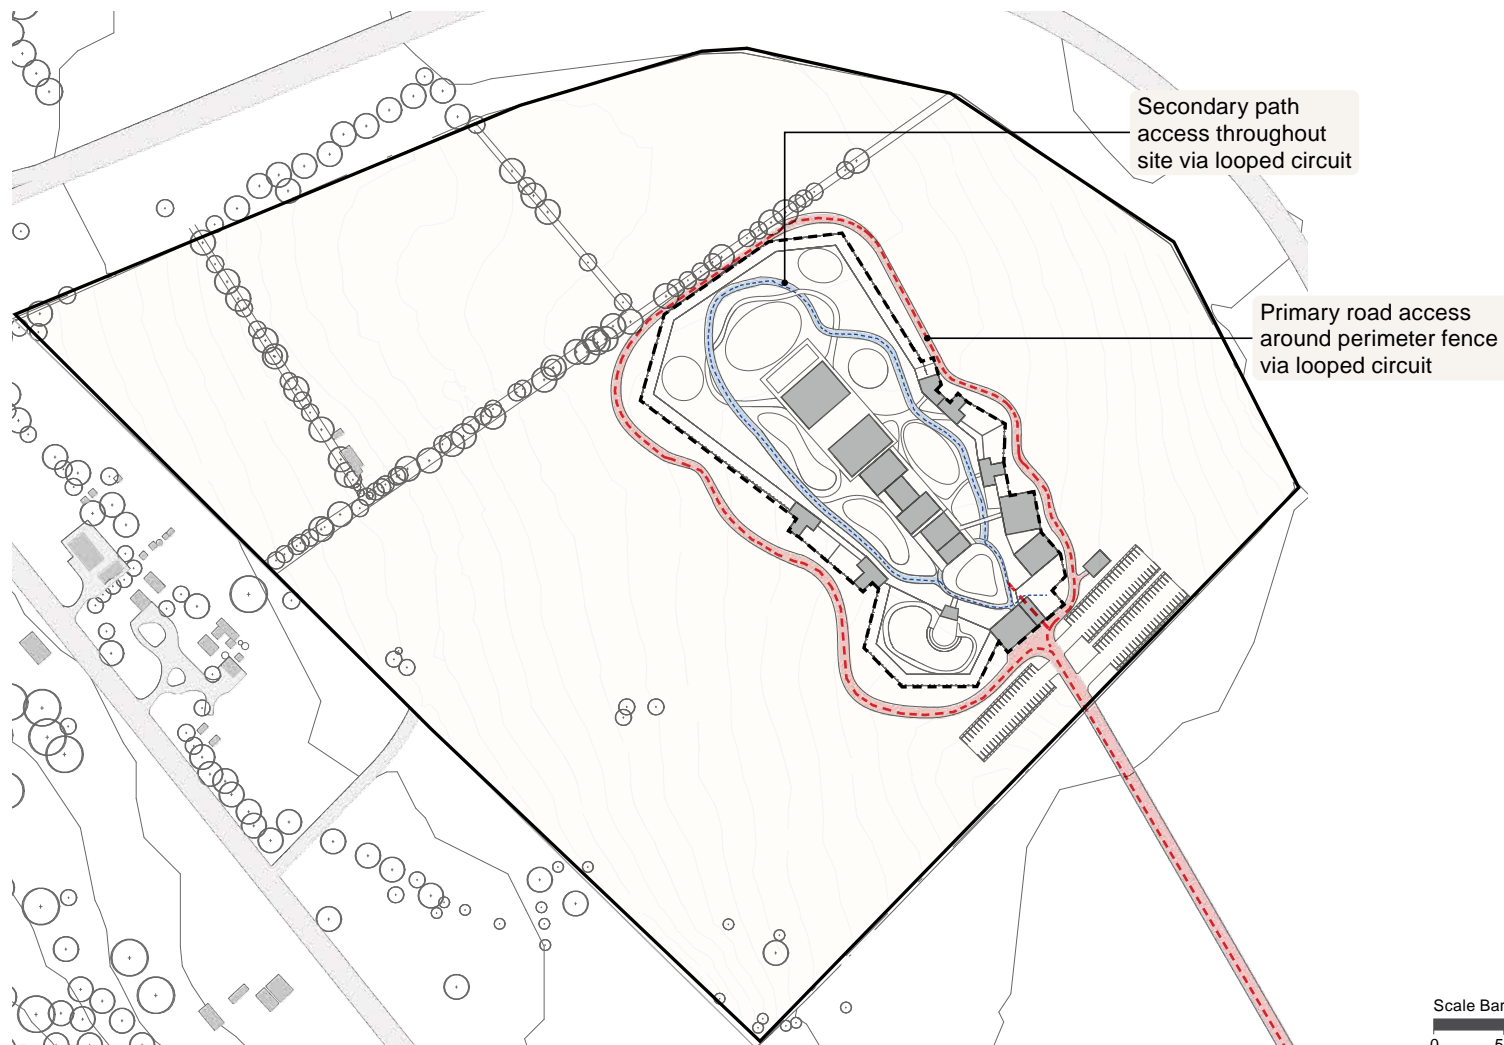 Secondary path
access throughout
site via looped circuit
Primary road access
around perimeter fence
via looped circuit
Scale Bar
0 5